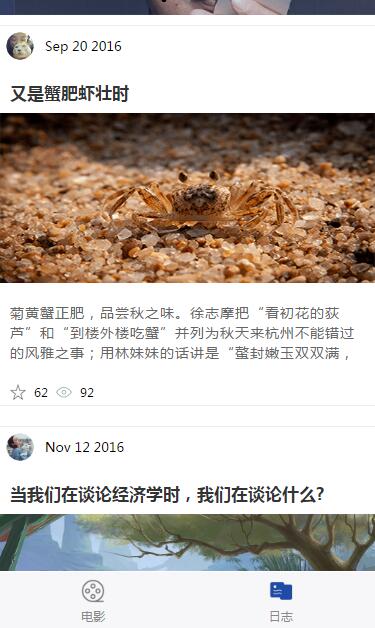 Sep 20 2016
又是蟹肥虾壮时
菊黄蟹正肥，品尝秋之味。徐志摩把“看初花的荻
芦”和“到楼外楼吃蟹”并列为秋天来杭州不能错过
的风雅之事；用林妹妹的话讲是“螯封嫩玉双双满，
62 92
Nov 12 2016
当我们在谈论经济学时，我们在谈论什么?
电影 日志